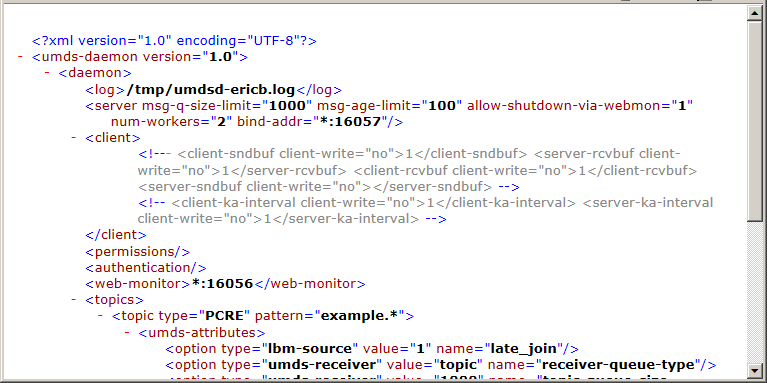 <?xml version="1.0" encoding="UTF-8"?>
- <umds-daemon version="1.0">
- <daemon>
<log>/tmp/umdsd-ericb.log</log>
<server msg-q-size-limit="1000" msg-age-limit="100" allow-shutdown-via-webmon="1"
num-workers="2" bind-addr="*:16057"/>
- <client>
<!--- <client-sndbuf client-write="no">1</client-sndbuf> <server-rcvbuf client-
write="no">1</server-rcvbuf> <client-rcvbuf client-write="no">1</client-rcvbuf>
<server-sndbuf client-write="no"></server-sndbuf> -->
<!-- <client-ka-interval client-write="no">1</client-ka-interval> <server-ka-interval
client-write="no">1</server-ka-interval> -->
</client>
<permissions/>
<authentication/>
<web-monitor>*:16056</web-monitor>
- <topics>
- <topic type="PCRE" pattern="example.*">
- <umds-attributes>
<option type="lbm-source" value="1" name="late_join"/>
<option type="umds-receiver" value="topic" name="receiver-queue-type"/>